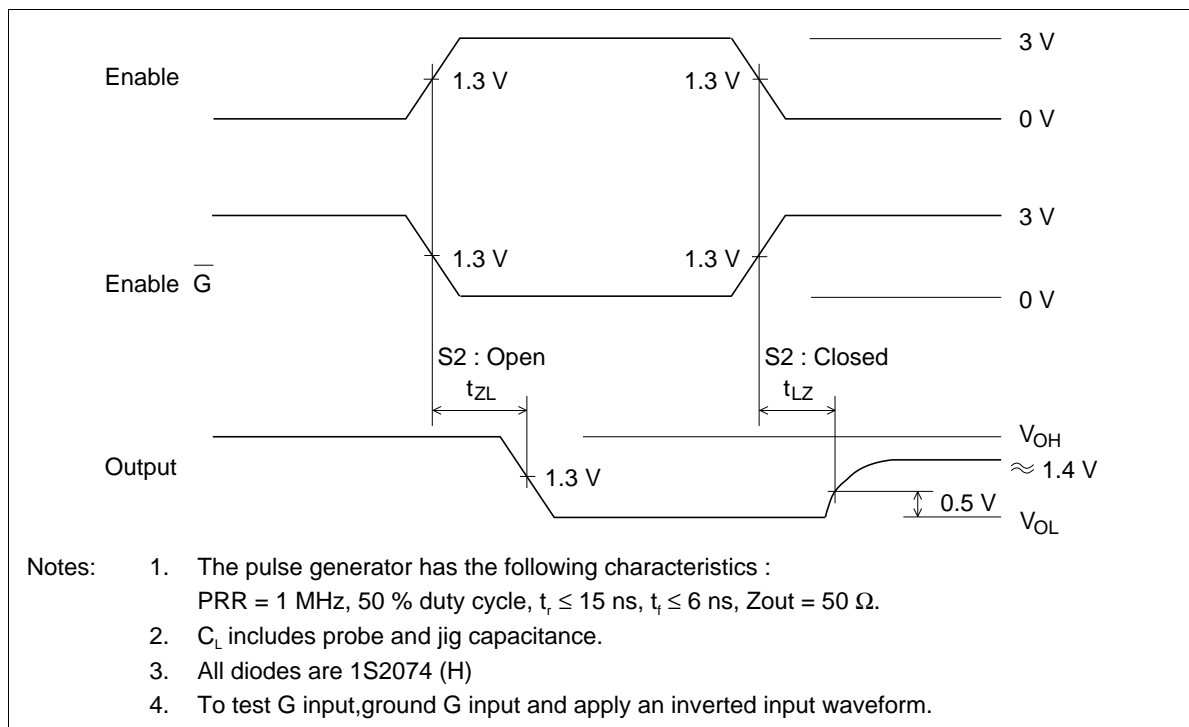 3 V
Enable
1.3 V
1.3 V
0 V
3 V
1.3 V
1.3 V
Enable G̅
0 V
S2 : Open
S2 : Closed
tZL
tLZ
VOH
Output
≈ 1.4 V
1.3 V
0.5 V
VOL
Notes: 1. The pulse generator has the following characteristics :
PRR = 1 MHz, 50 % duty cycle, tr ≤ 15 ns, tf ≤ 6 ns, Zout = 50 Ω.
2. CL includes probe and jig capacitance.
3. All diodes are 1S2074 (H)
4. To test G input,ground G input and apply an inverted input waveform.